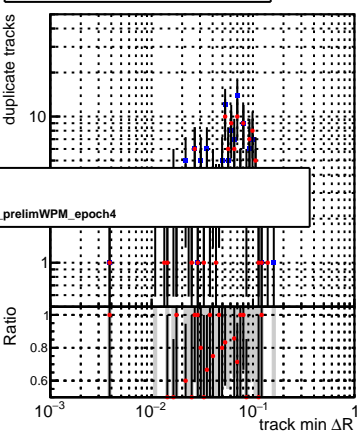 duplicate tracks
10
_prelimWPM_epoch4
1
Ratio
1
0.8
0.6
10−3 10−2 10−1 1
track min ΔR